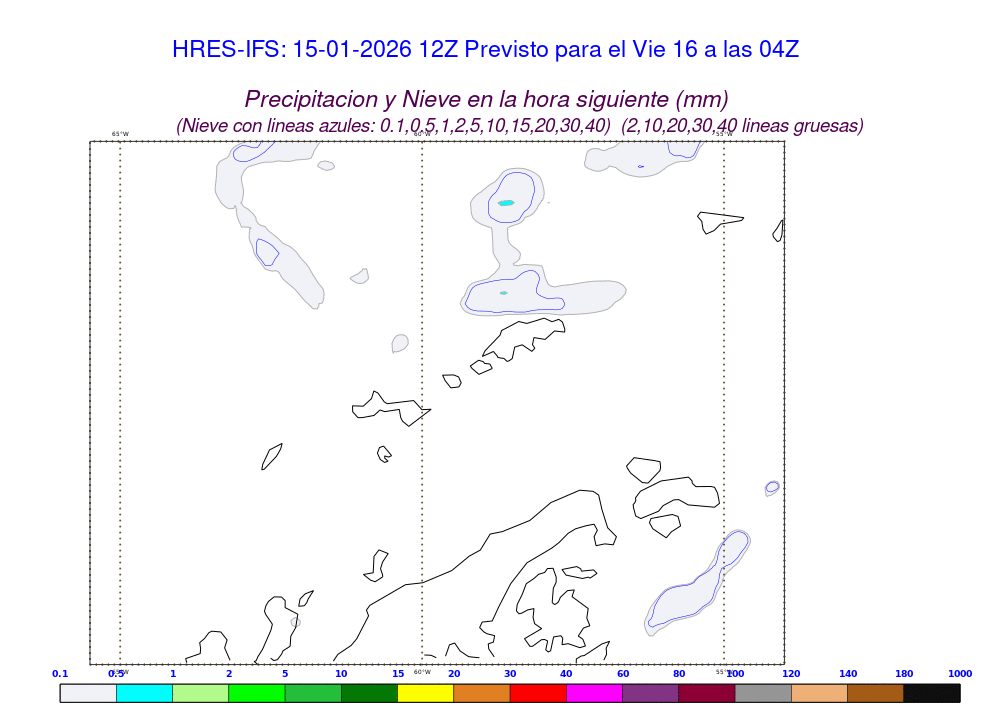 HRES-IFS: 15-01-2026 12Z Previsto para el Vie 16 a las 04Z
Precipitacion y Nieve en la hora siguiente (mm)
(Nieve con lineas azules: 0.1,0.5,1,2,5,10,15,20,30,40)  (2,10,20,30,40 lineas gruesas)
65°W 60°W 55°W
65°W 60°W 55°W
0.1 0.5 1 2 5 10 15 20 30 40 60 80 100 120 140 180 1000